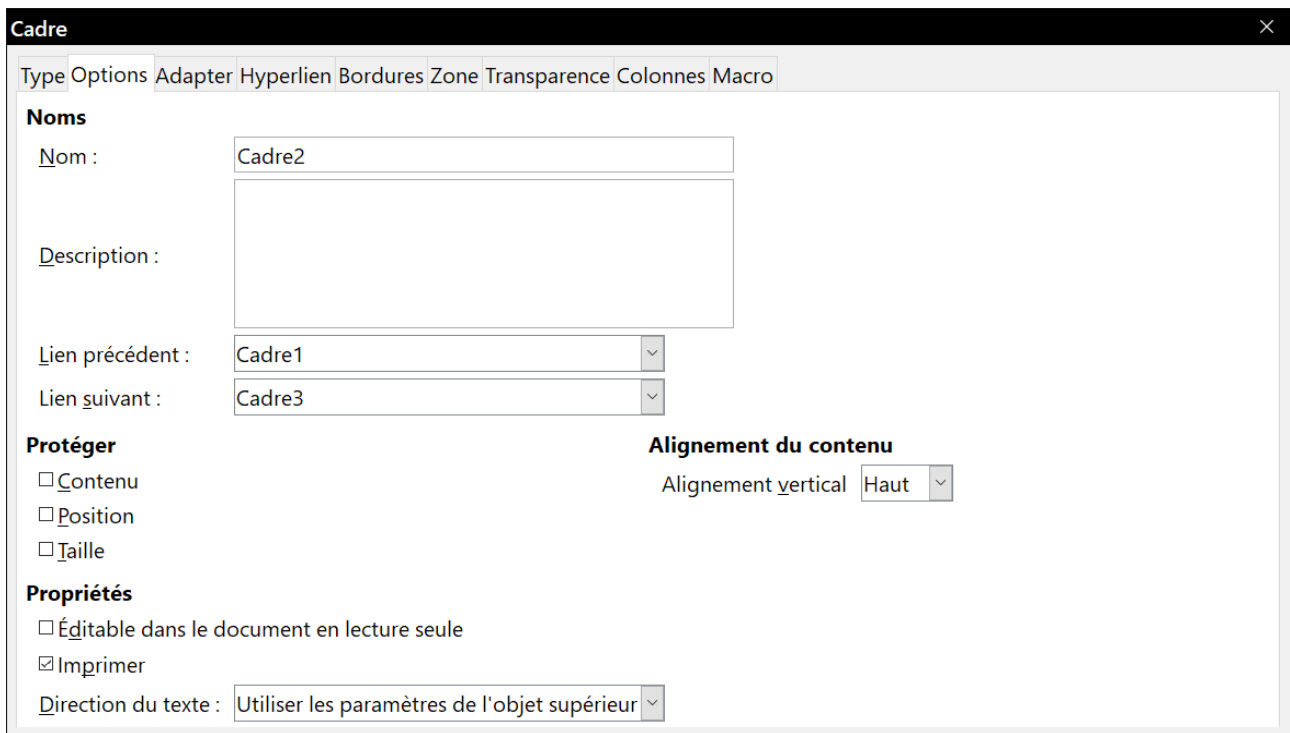 Cadre
Type Options Adapter Hyperlien Bordures Zone Transparence Colonnes Macro
Noms
Nom : Cadre2
Description :
Lien précédent : Cadre1
Lien suivant : Cadre3
Protéger Alignement du contenu
Contenu Alignement vertical Haut
Position
Taille
Propriétés
Éditable dans le document en lecture seule
Imprimer
Direction du texte : Utiliser les paramètres de l'objet supérieur